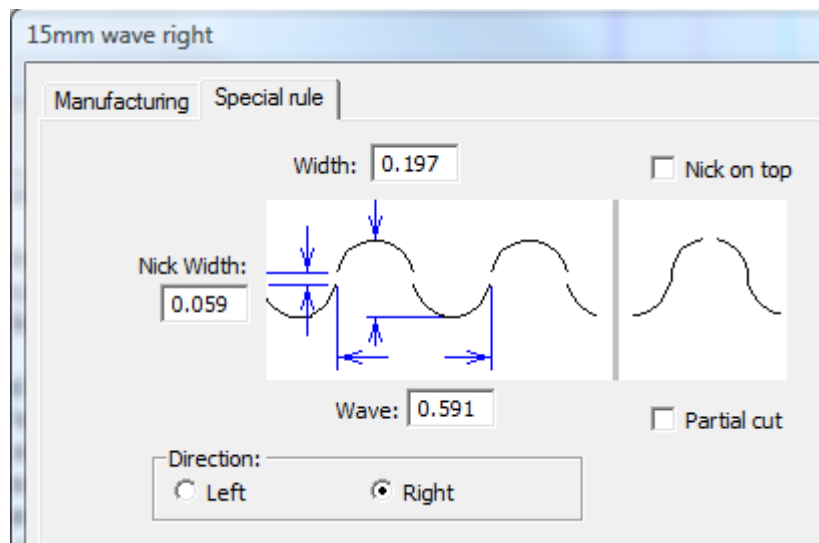 15mm wave right
Manufacturing Special rule
Width: 0.197
Nick on top
Nick Width:
0.059
Wave: 0.591
Partial cut
Direction:
Left Right